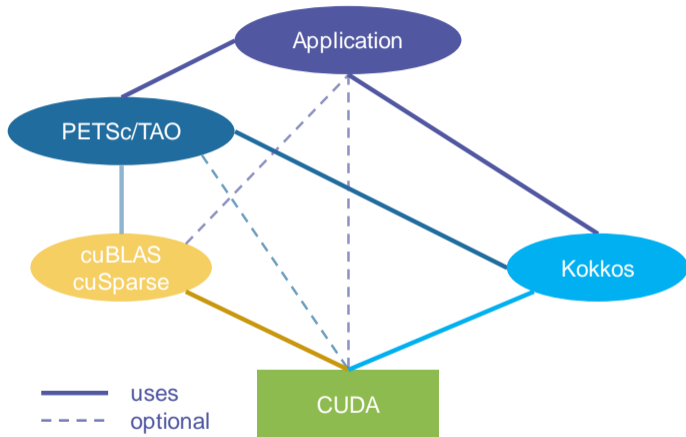 Application
PETSc/TAO
cuBLAS
cuSparse
Kokkos
CUDA
uses
optional